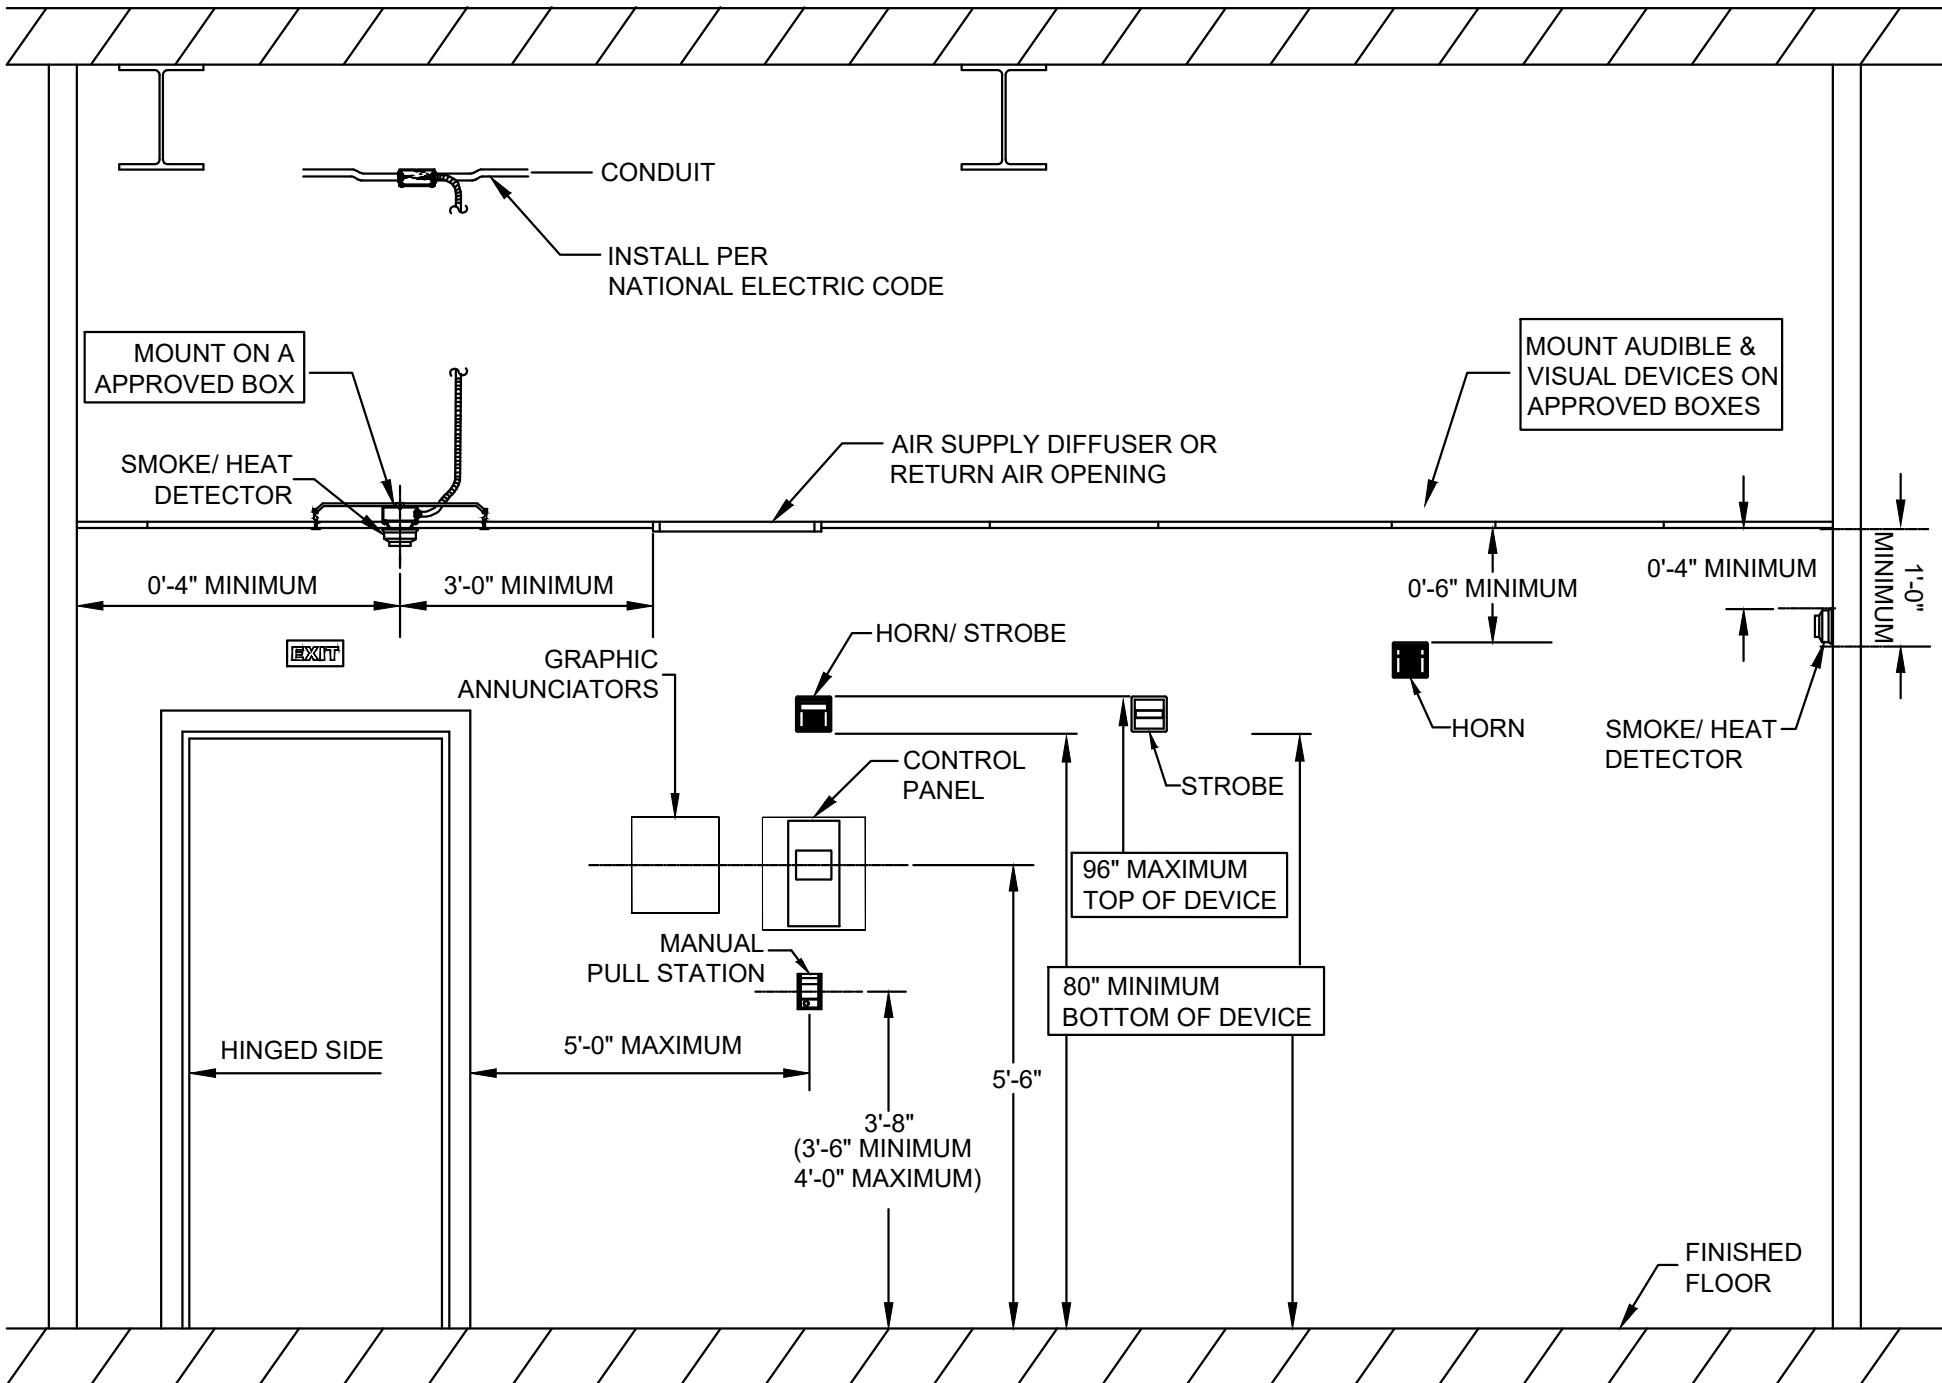 CONDUIT
INSTALL PER
NATIONAL ELECTRIC CODE
MOUNT ON A
APPROVED BOX
MOUNT AUDIBLE &
VISUAL DEVICES ON
APPROVED BOXES
SMOKE/ HEAT
DETECTOR
AIR SUPPLY DIFFUSER OR
RETURN AIR OPENING
0'-4" MINIMUM
3'-0" MINIMUM
0'-6" MINIMUM
0'-4" MINIMUM
1'-0"
MINIMUM
EXIT
GRAPHIC
ANNUNCIATORS
HORN/ STROBE
HORN
SMOKE/ HEAT
DETECTOR
CONTROL
PANEL
STROBE
96" MAXIMUM
TOP OF DEVICE
MANUAL
PULL STATION
80" MINIMUM
BOTTOM OF DEVICE
HINGED SIDE
5'-0" MAXIMUM
5'-6"
3'-8"
(3'-6" MINIMUM
4'-0" MAXIMUM)
FINISHED
FLOOR